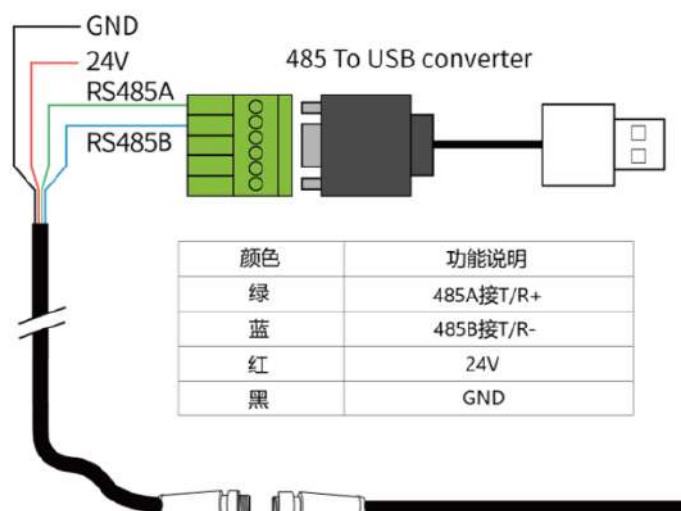 GND
24V
485 To USB converter
RS485A
RS485B
颜色 功能说明
绿 485A接T/R+
蓝 485B接T/R-
红 24V
黑 GND